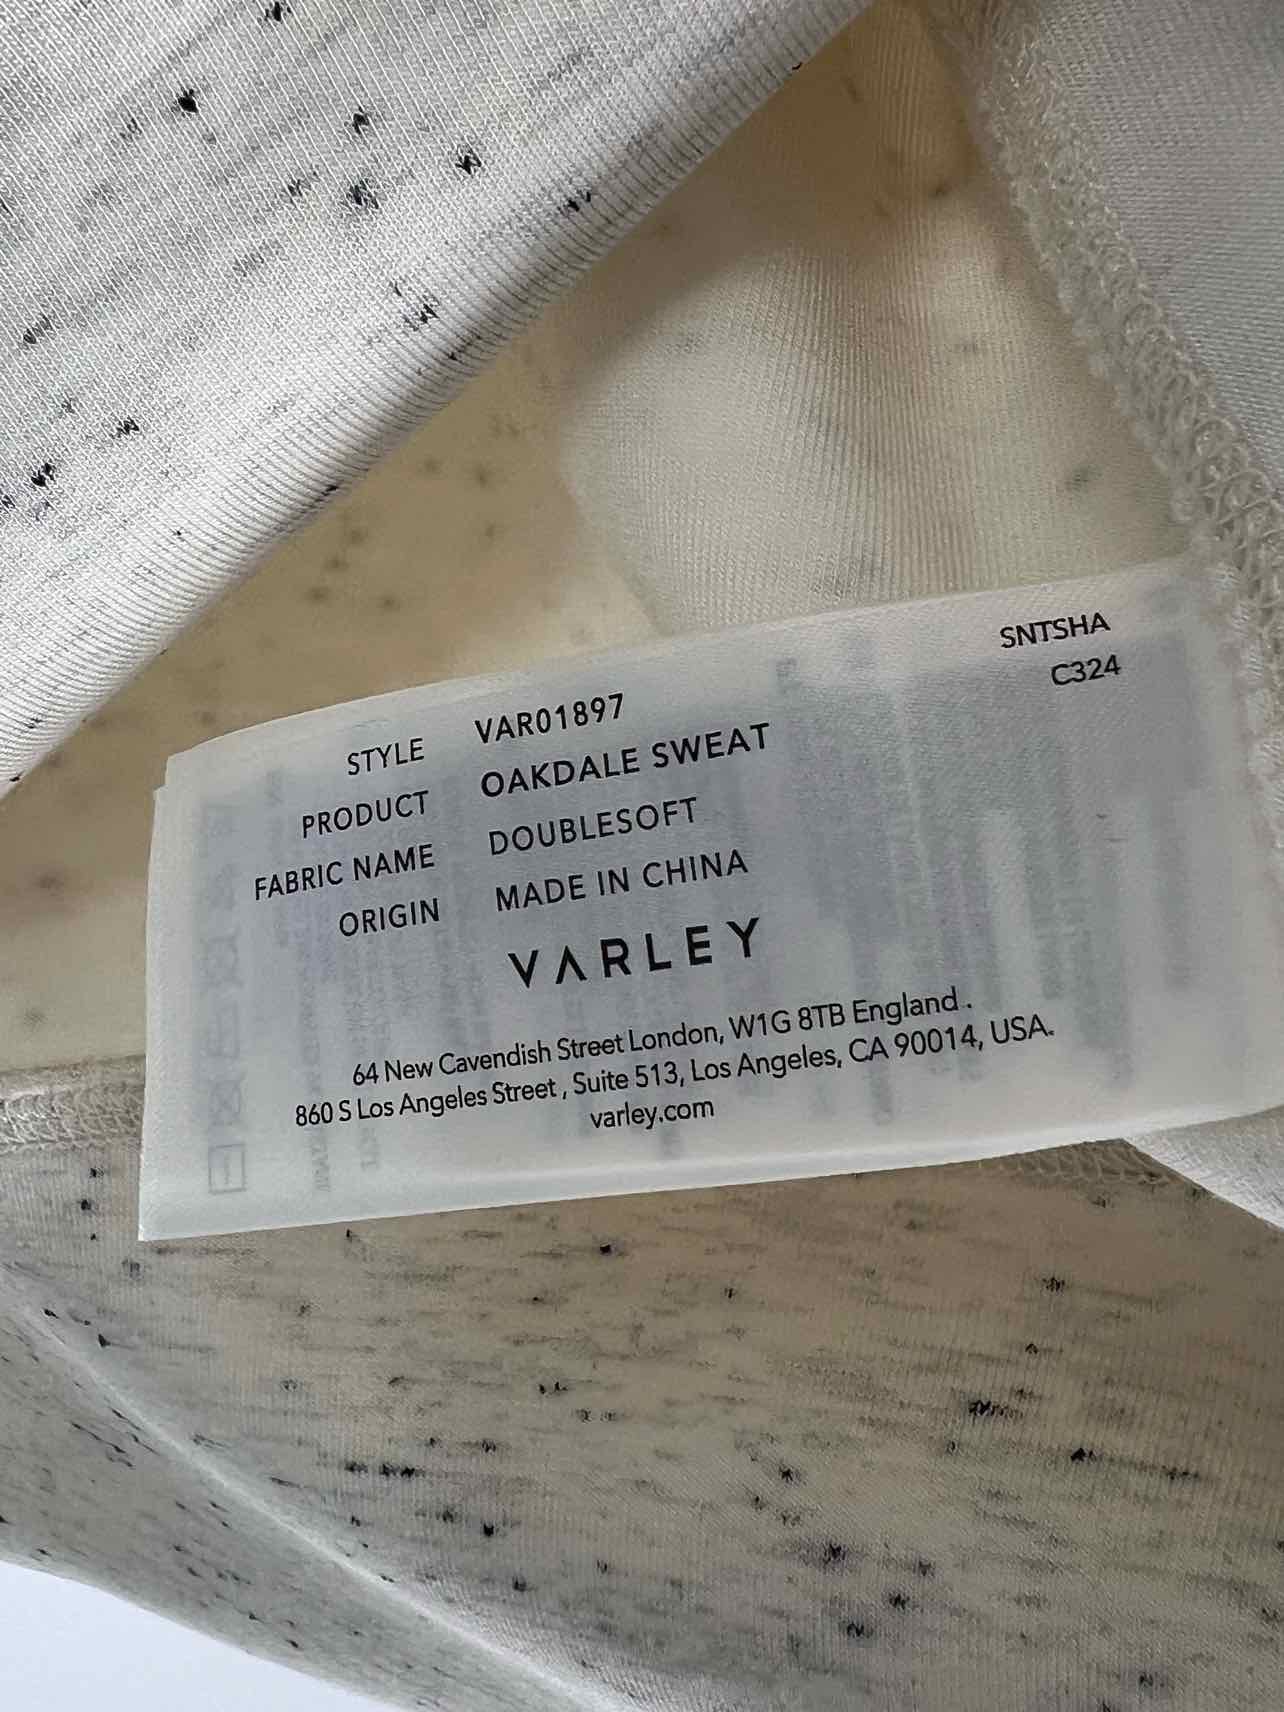 SNTSHA
C324
STYLE VAR01897
PRODUCT OAKDALE SWEAT
FABRIC NAME DOUBLESOFT
ORIGIN MADE IN CHINA
VARLEY
64 New Cavendish Street London, W1G 8TB England .
860 S Los Angeles Street , Suite 513, Los Angeles, CA 90014, USA.
varley.com